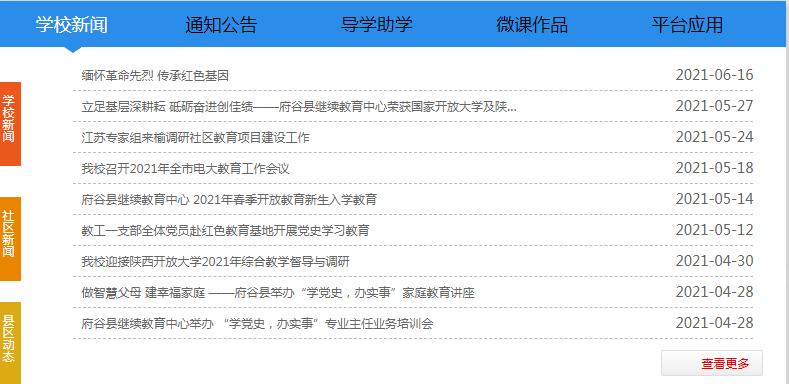 学校新闻 通知公告 导学助学 微课作品 平台应用
学校新闻
社区新闻
县区动态
缅怀革命先烈 传承红色基因 2021-06-16
立足基层深耕耘 砥砺奋进创佳绩——府谷县继续教育中心荣获国家开放大学及陕... 2021-05-27
江苏专家组来榆调研社区教育项目建设工作 2021-05-24
我校召开2021年全市电大教育工作会议 2021-05-18
府谷县继续教育中心 2021年春季开放教育新生入学教育 2021-05-14
教工一支部全体党员赴红色教育基地开展党史学习教育 2021-05-12
我校迎接陕西开放大学2021年综合教学督导与调研 2021-04-30
做智慧父母 建幸福家庭 ——府谷县举办“学党史，办实事”家庭教育讲座 2021-04-28
府谷县继续教育中心举办 “学党史，办实事”专业主任业务培训会 2021-04-28
查看更多